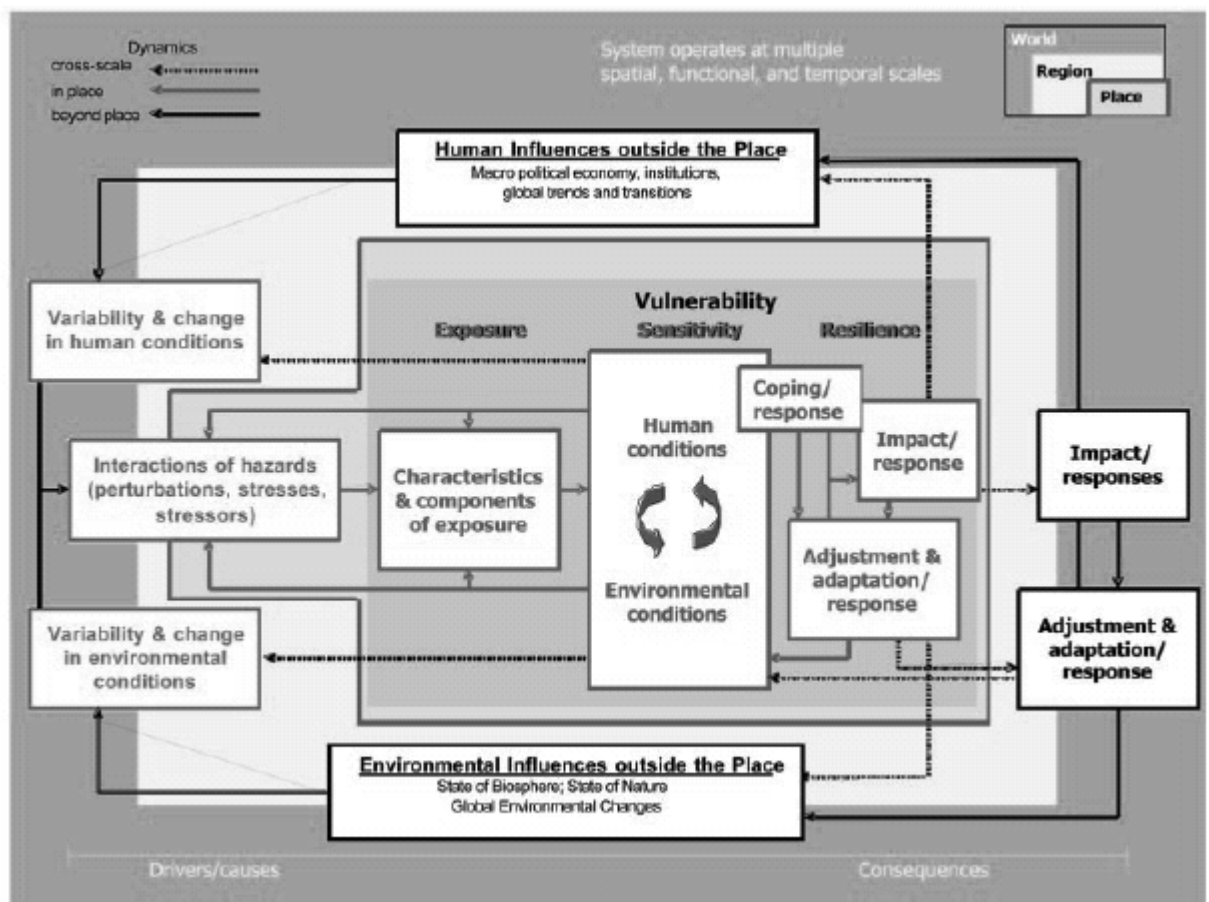 Dynamics
cross-scale
in place
beyond place
System operates at multiple
spatial, functional, and temporal scales
World
Region
Place
Human Influences outside the Place
Macro political economy, institutions,
global trends and transitions
Variability & change
in human conditions
Vulnerability
Exposure
Sensitivity
Resilience
Coping/
response
Human
conditions
Impact/
response
Impact/
responses
Interactions of hazards
(perturbations, stresses,
stressors)
Characteristics
& components
of exposure
Environmental
conditions
Adjustment &
adaptation/
response
Adjustment &
adaptation/
response
Variability & change
in environmental
conditions
Environmental Influences outside the Place
State of Biosphere; State of Nature
Global Environmental Changes
Drivers/causes
Consequences